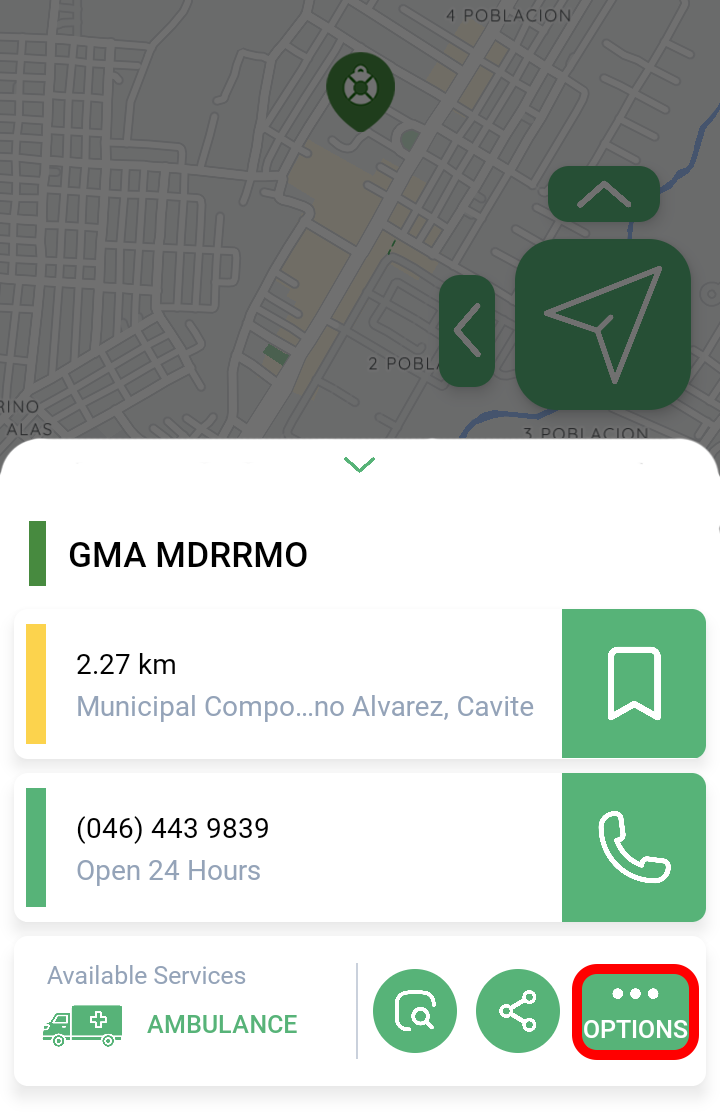 4 POBLACION
2 POBLA
RINO
ALAS
3 POBLACION
GMA MDRRMO
2.27 km
Municipal Compo...no Alvarez, Cavite
(046) 443 9839
Open 24 Hours
Available Services
AMBULANCE
OPTIONS